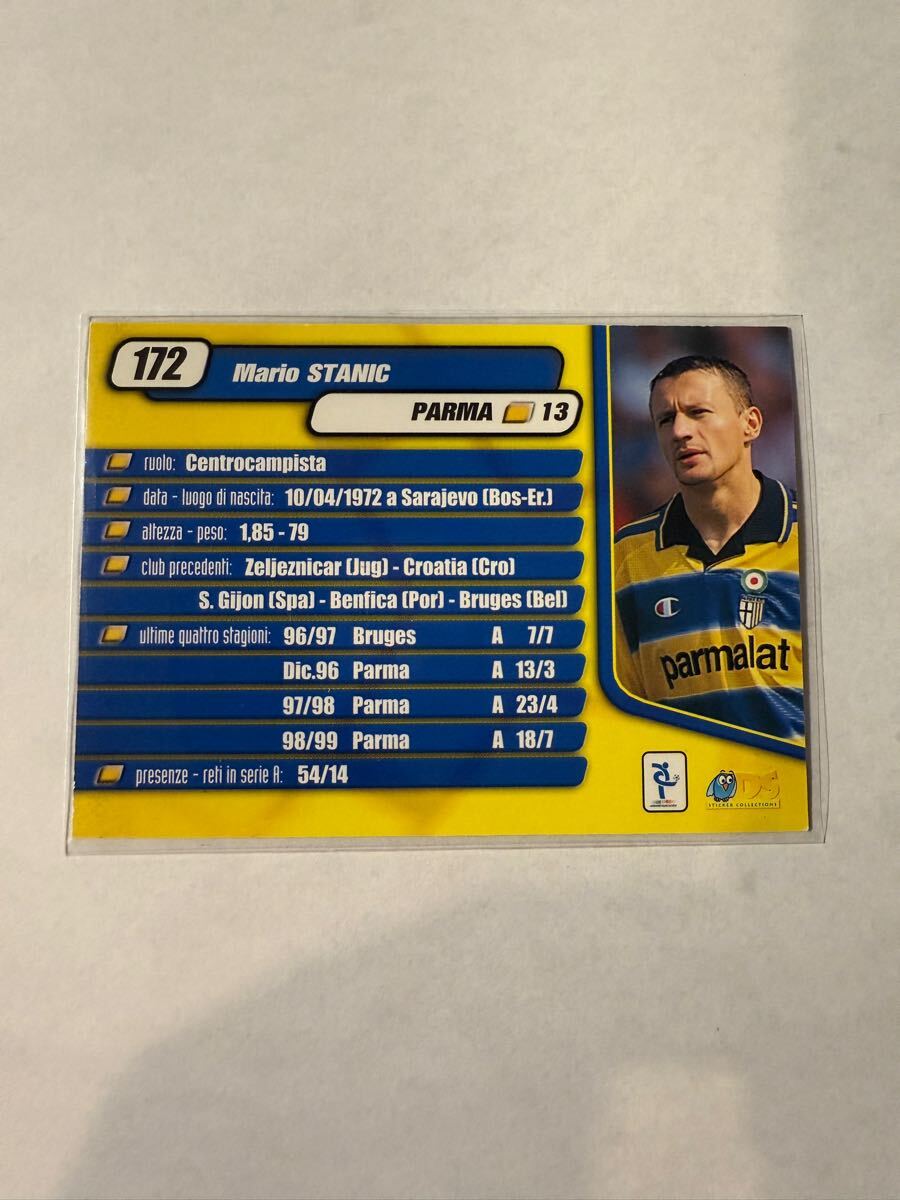 172
Mario STANIC
PARMA 13
ruolo: Centrocampista
data - luogo di nascita: 10/04/1972 a Sarajevo (Bos-Er.)
altezza - peso: 1,85 - 79
club precedenti: Zeljeznicar (Jug) - Croatia (Cro)
S. Gijon (Spa) - Benfica (Por) - Bruges (Bel)
ultime quattro stagioni: 96/97 Bruges A 7/7
Dic.96 Parma A 13/3
97/98 Parma A 23/4
98/99 Parma A 18/7
presenze - reti in serie A: 54/14
parmalat
DS
STICKER COLLECTIONS